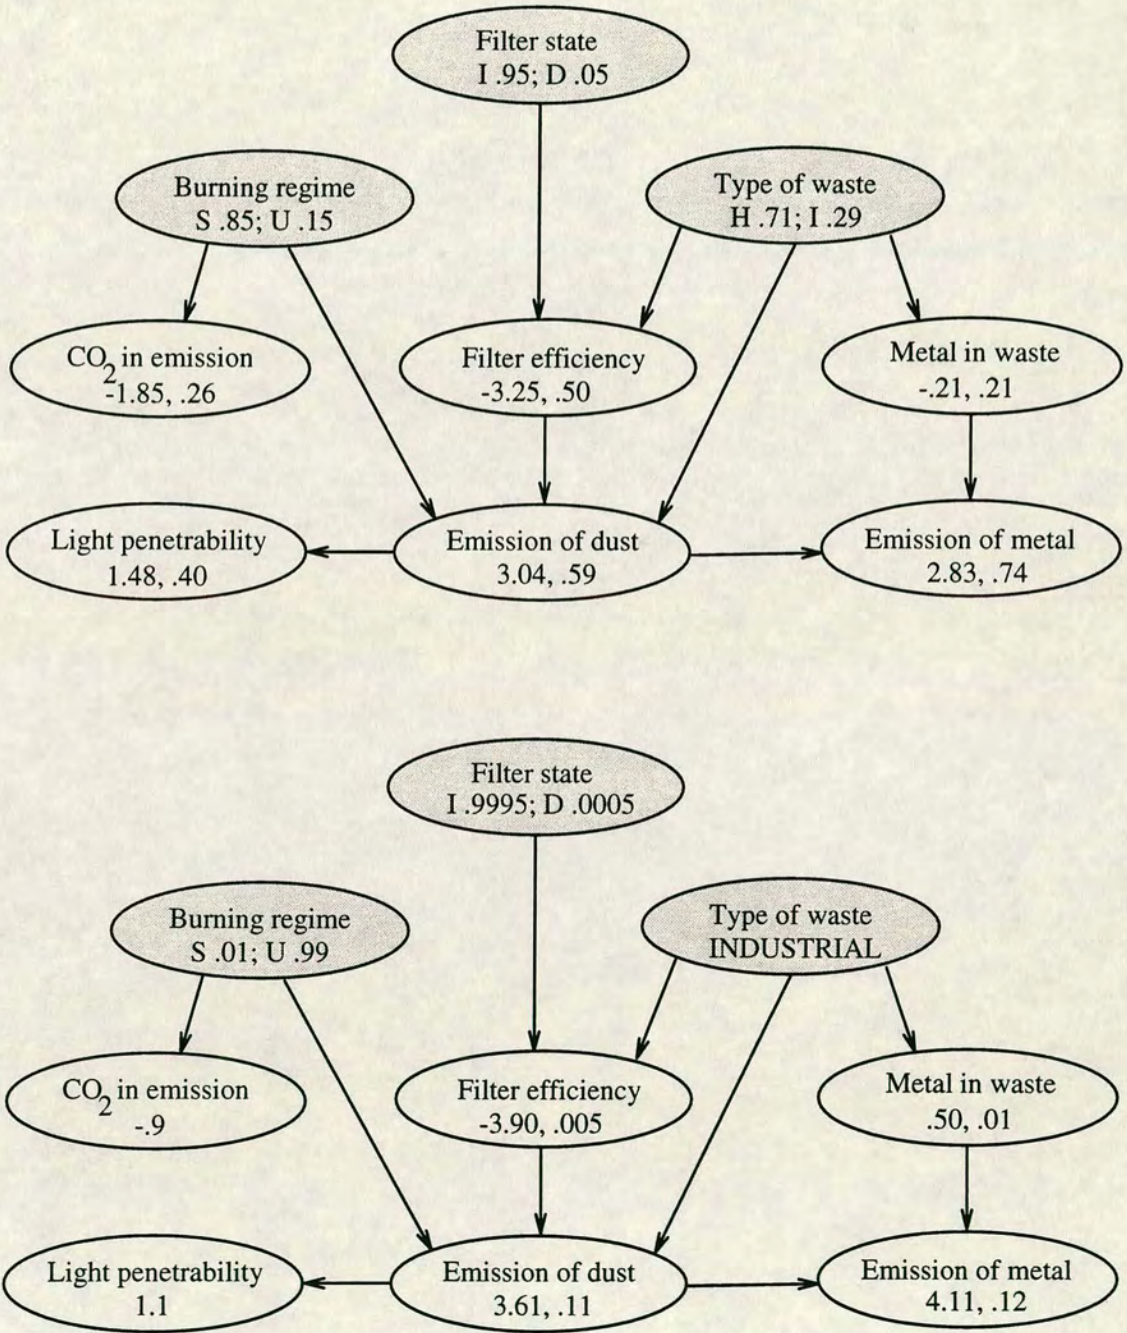 Filter state
I .95; D .05
Burning regime
S .85; U .15
Type of waste
H .71; I .29
CO2 in emission
-1.85, .26
Filter efficiency
-3.25, .50
Metal in waste
-.21, .21
Light penetrability
1.48, .40
Emission of dust
3.04, .59
Emission of metal
2.83, .74
Filter state
I .9995; D .0005
Burning regime
S .01; U .99
Type of waste
INDUSTRIAL
CO2 in emission
-.9
Filter efficiency
-3.90, .005
Metal in waste
.50, .01
Light penetrability
1.1
Emission of dust
3.61, .11
Emission of metal
4.11, .12